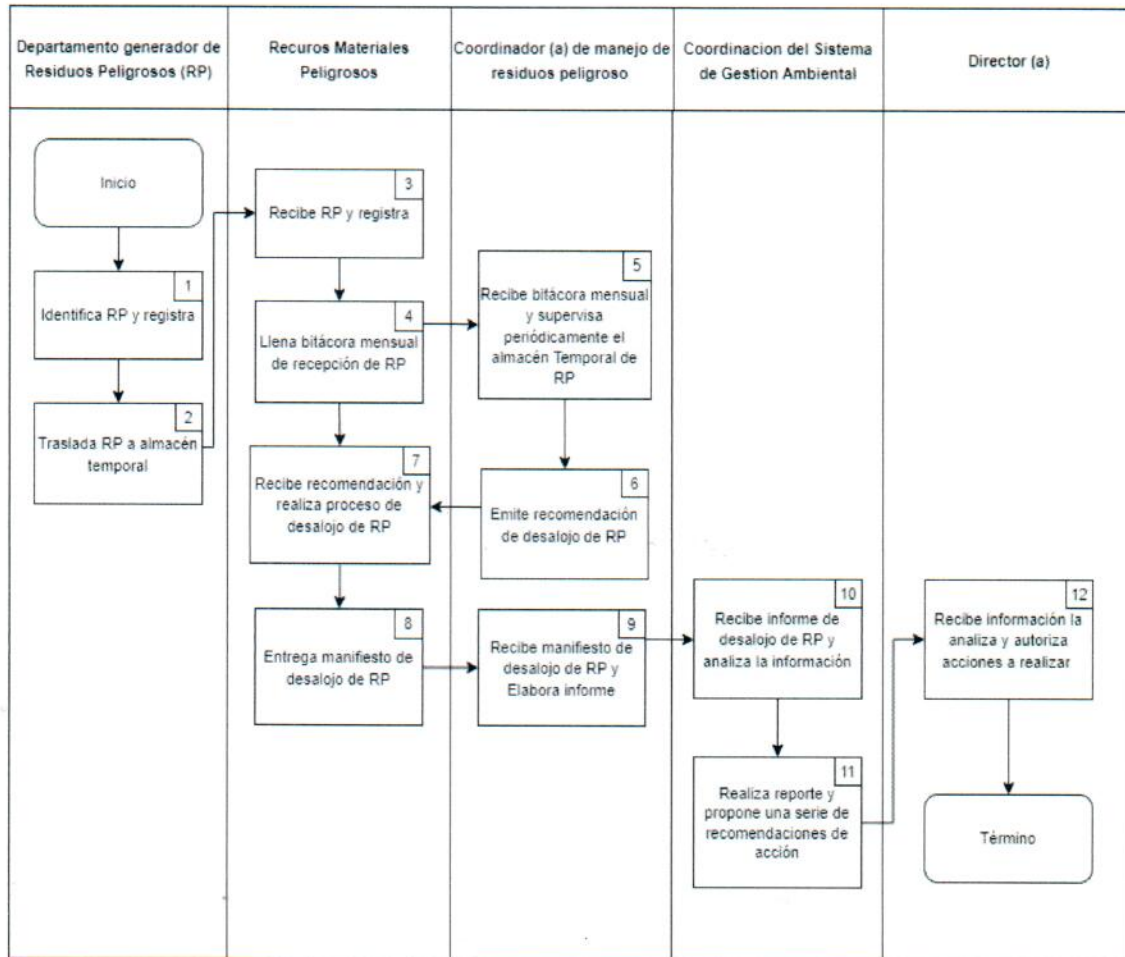 Departamento generador de
Residuos Peligrosos (RP)
Recuros Materiales
Peligrosos
Coordinador (a) de manejo de
residuos peligroso
Coordinacion del Sistema
de Gestion Ambiental
Director (a)
Inicio
1
Identifica RP y registra
2
Traslada RP a almacén
temporal
3
Recibe RP y registra
4
Llena bitácora mensual
de recepción de RP
5
Recibe bitácora mensual
y supervisa
periódicamente el
almacén Temporal de
RP
6
Emite recomendación
de desalojo de RP
7
Recibe recomendación y
realiza proceso de
desalojo de RP
8
Entrega manifiesto de
desalojo de RP
9
Recibe manifiesto de
desalojo de RP y
Elabora informe
10
Recibe informe de
desalojo de RP y
analiza la información
11
Realiza reporte y
propone una serie de
recomendaciones de
acción
12
Recibe información la
analiza y autoriza
acciones a realizar
Término